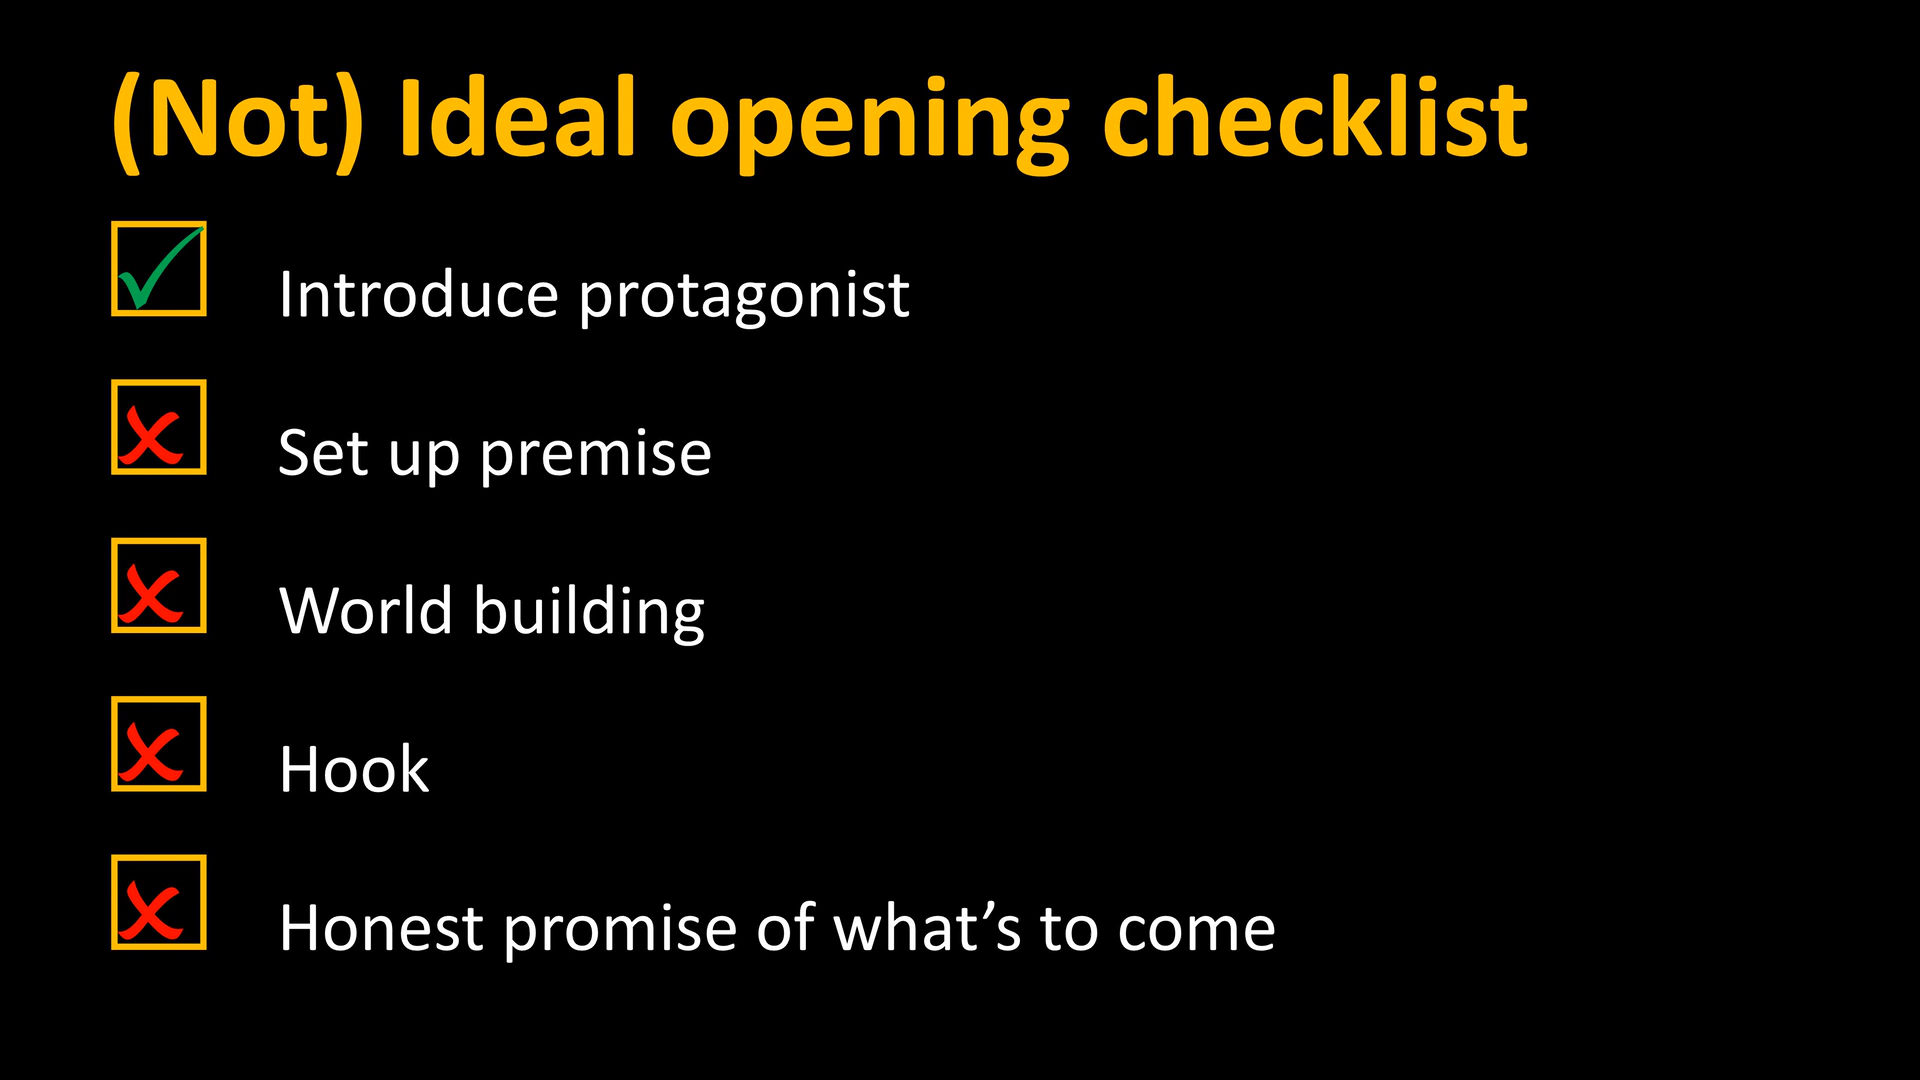 (Not) Ideal opening checklist
Introduce protagonist
Set up premise
World building
Hook
Honest promise of what’s to come